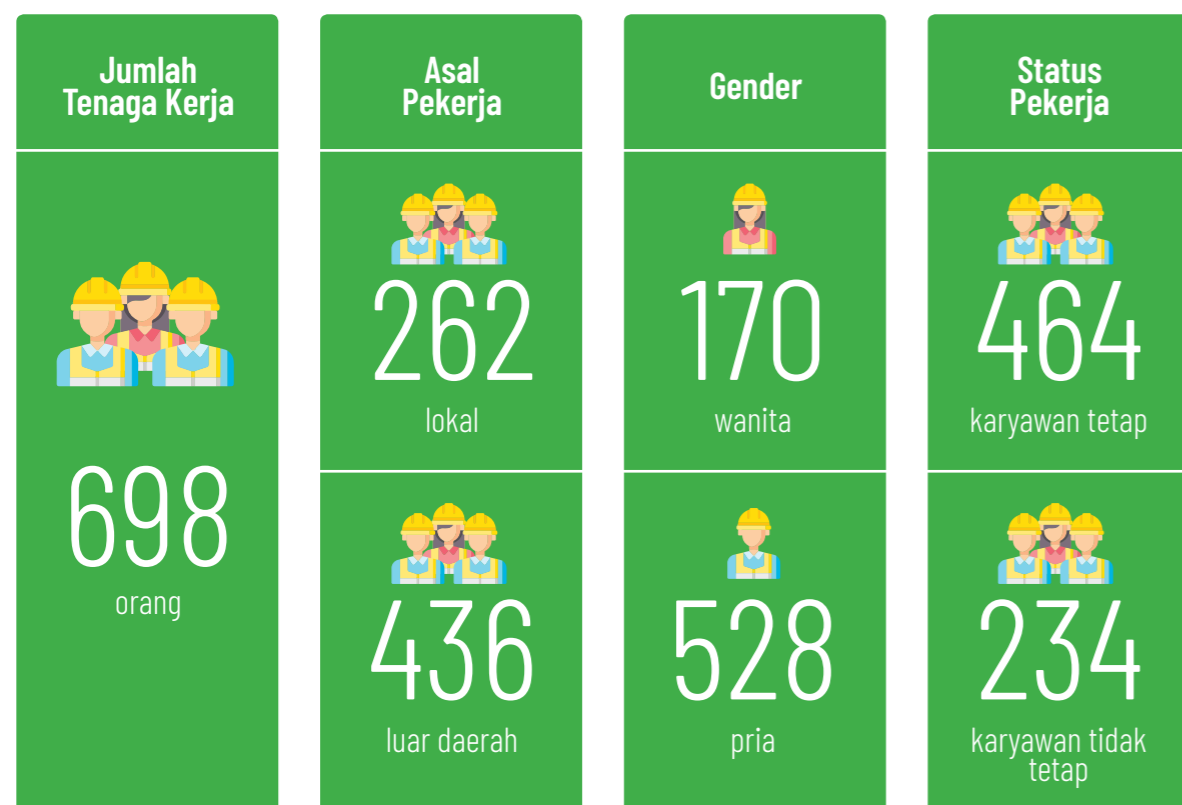 Jumlah
Tenaga Kerja
698
orang
Asal
Pekerja
262
lokal
436
luar daerah
Gender
170
wanita
528
pria
Status
Pekerja
464
karyawan tetap
234
karyawan tidak
tetap